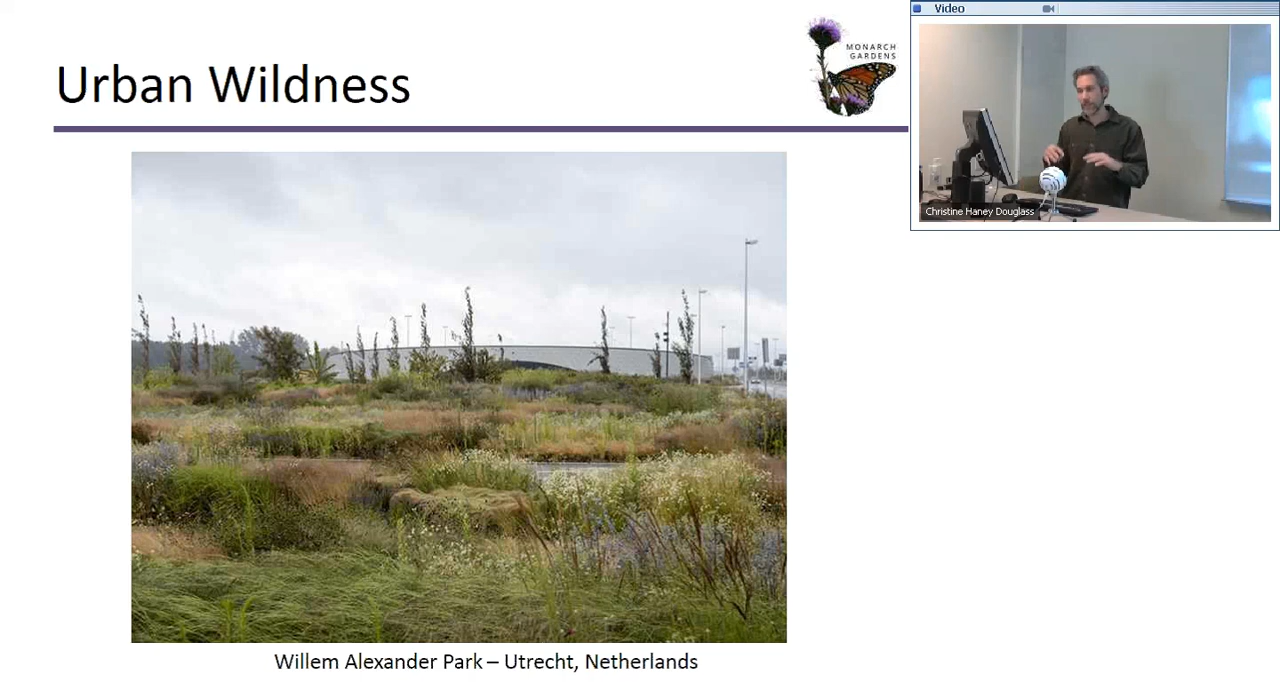 Urban Wildness
MONARCH
GARDENS
Video
Christine Haney Douglass
Willem Alexander Park – Utrecht, Netherlands